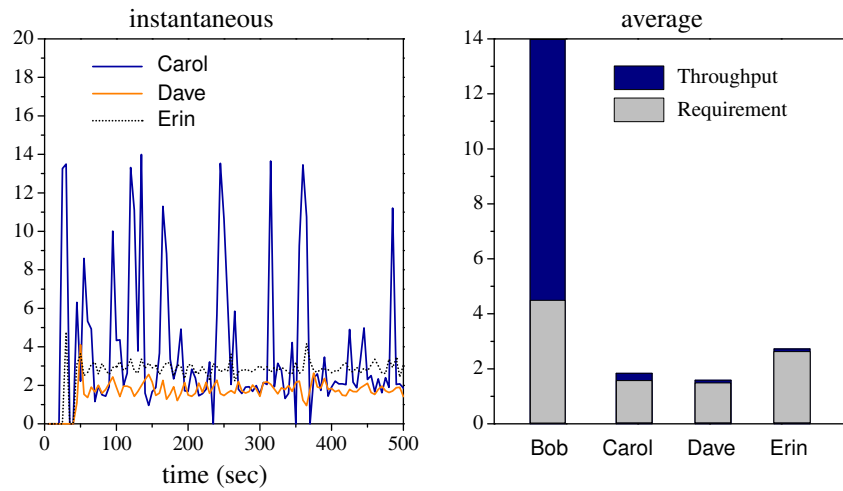 instantaneous
20
18
16
14
12
10
8
6
4
2
0
Carol
Dave
Erin
0 100 200 300 400 500
time (sec)
average
14
12
10
8
6
4
2
0
Throughput
Requirement
Bob Carol Dave Erin